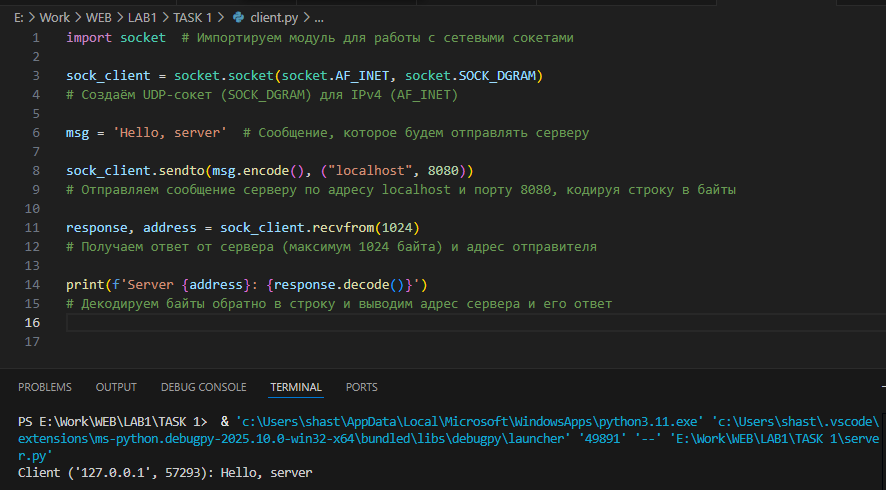 E: > Work > WEB > LAB1 > TASK 1 > client.py > ...
1 import socket  # Импортируем модуль для работы с сетевыми сокетами
2
3 sock_client = socket.socket(socket.AF_INET, socket.SOCK_DGRAM)
4 # Создаём UDP-сокет (SOCK_DGRAM) для IPv4 (AF_INET)
5
6 msg = 'Hello, server'  # Сообщение, которое будем отправлять серверу
7
8 sock_client.sendto(msg.encode(), ("localhost", 8080))
9 # Отправляем сообщение серверу по адресу localhost и порту 8080, кодируя строку в байты
10
11 response, address = sock_client.recvfrom(1024)
12 # Получаем ответ от сервера (максимум 1024 байта) и адрес отправителя
13
14 print(f'Server {address}: {response.decode()}')
15 # Декодируем байты обратно в строку и выводим адрес сервера и его ответ
16
17
PROBLEMS OUTPUT DEBUG CONSOLE TERMINAL PORTS
PS E:\Work\WEB\LAB1\TASK 1>  & 'c:\Users\shast\AppData\Local\Microsoft\WindowsApps\python3.11.exe' 'c:\Users\shast\.vscode\
extensions\ms-python.debugpy-2025.10.0-win32-x64\bundled\libs\debugpy\launcher' '49891' '--' 'E:\Work\WEB\LAB1\TASK 1\serve
r.py'
Client ('127.0.0.1', 57293): Hello, server